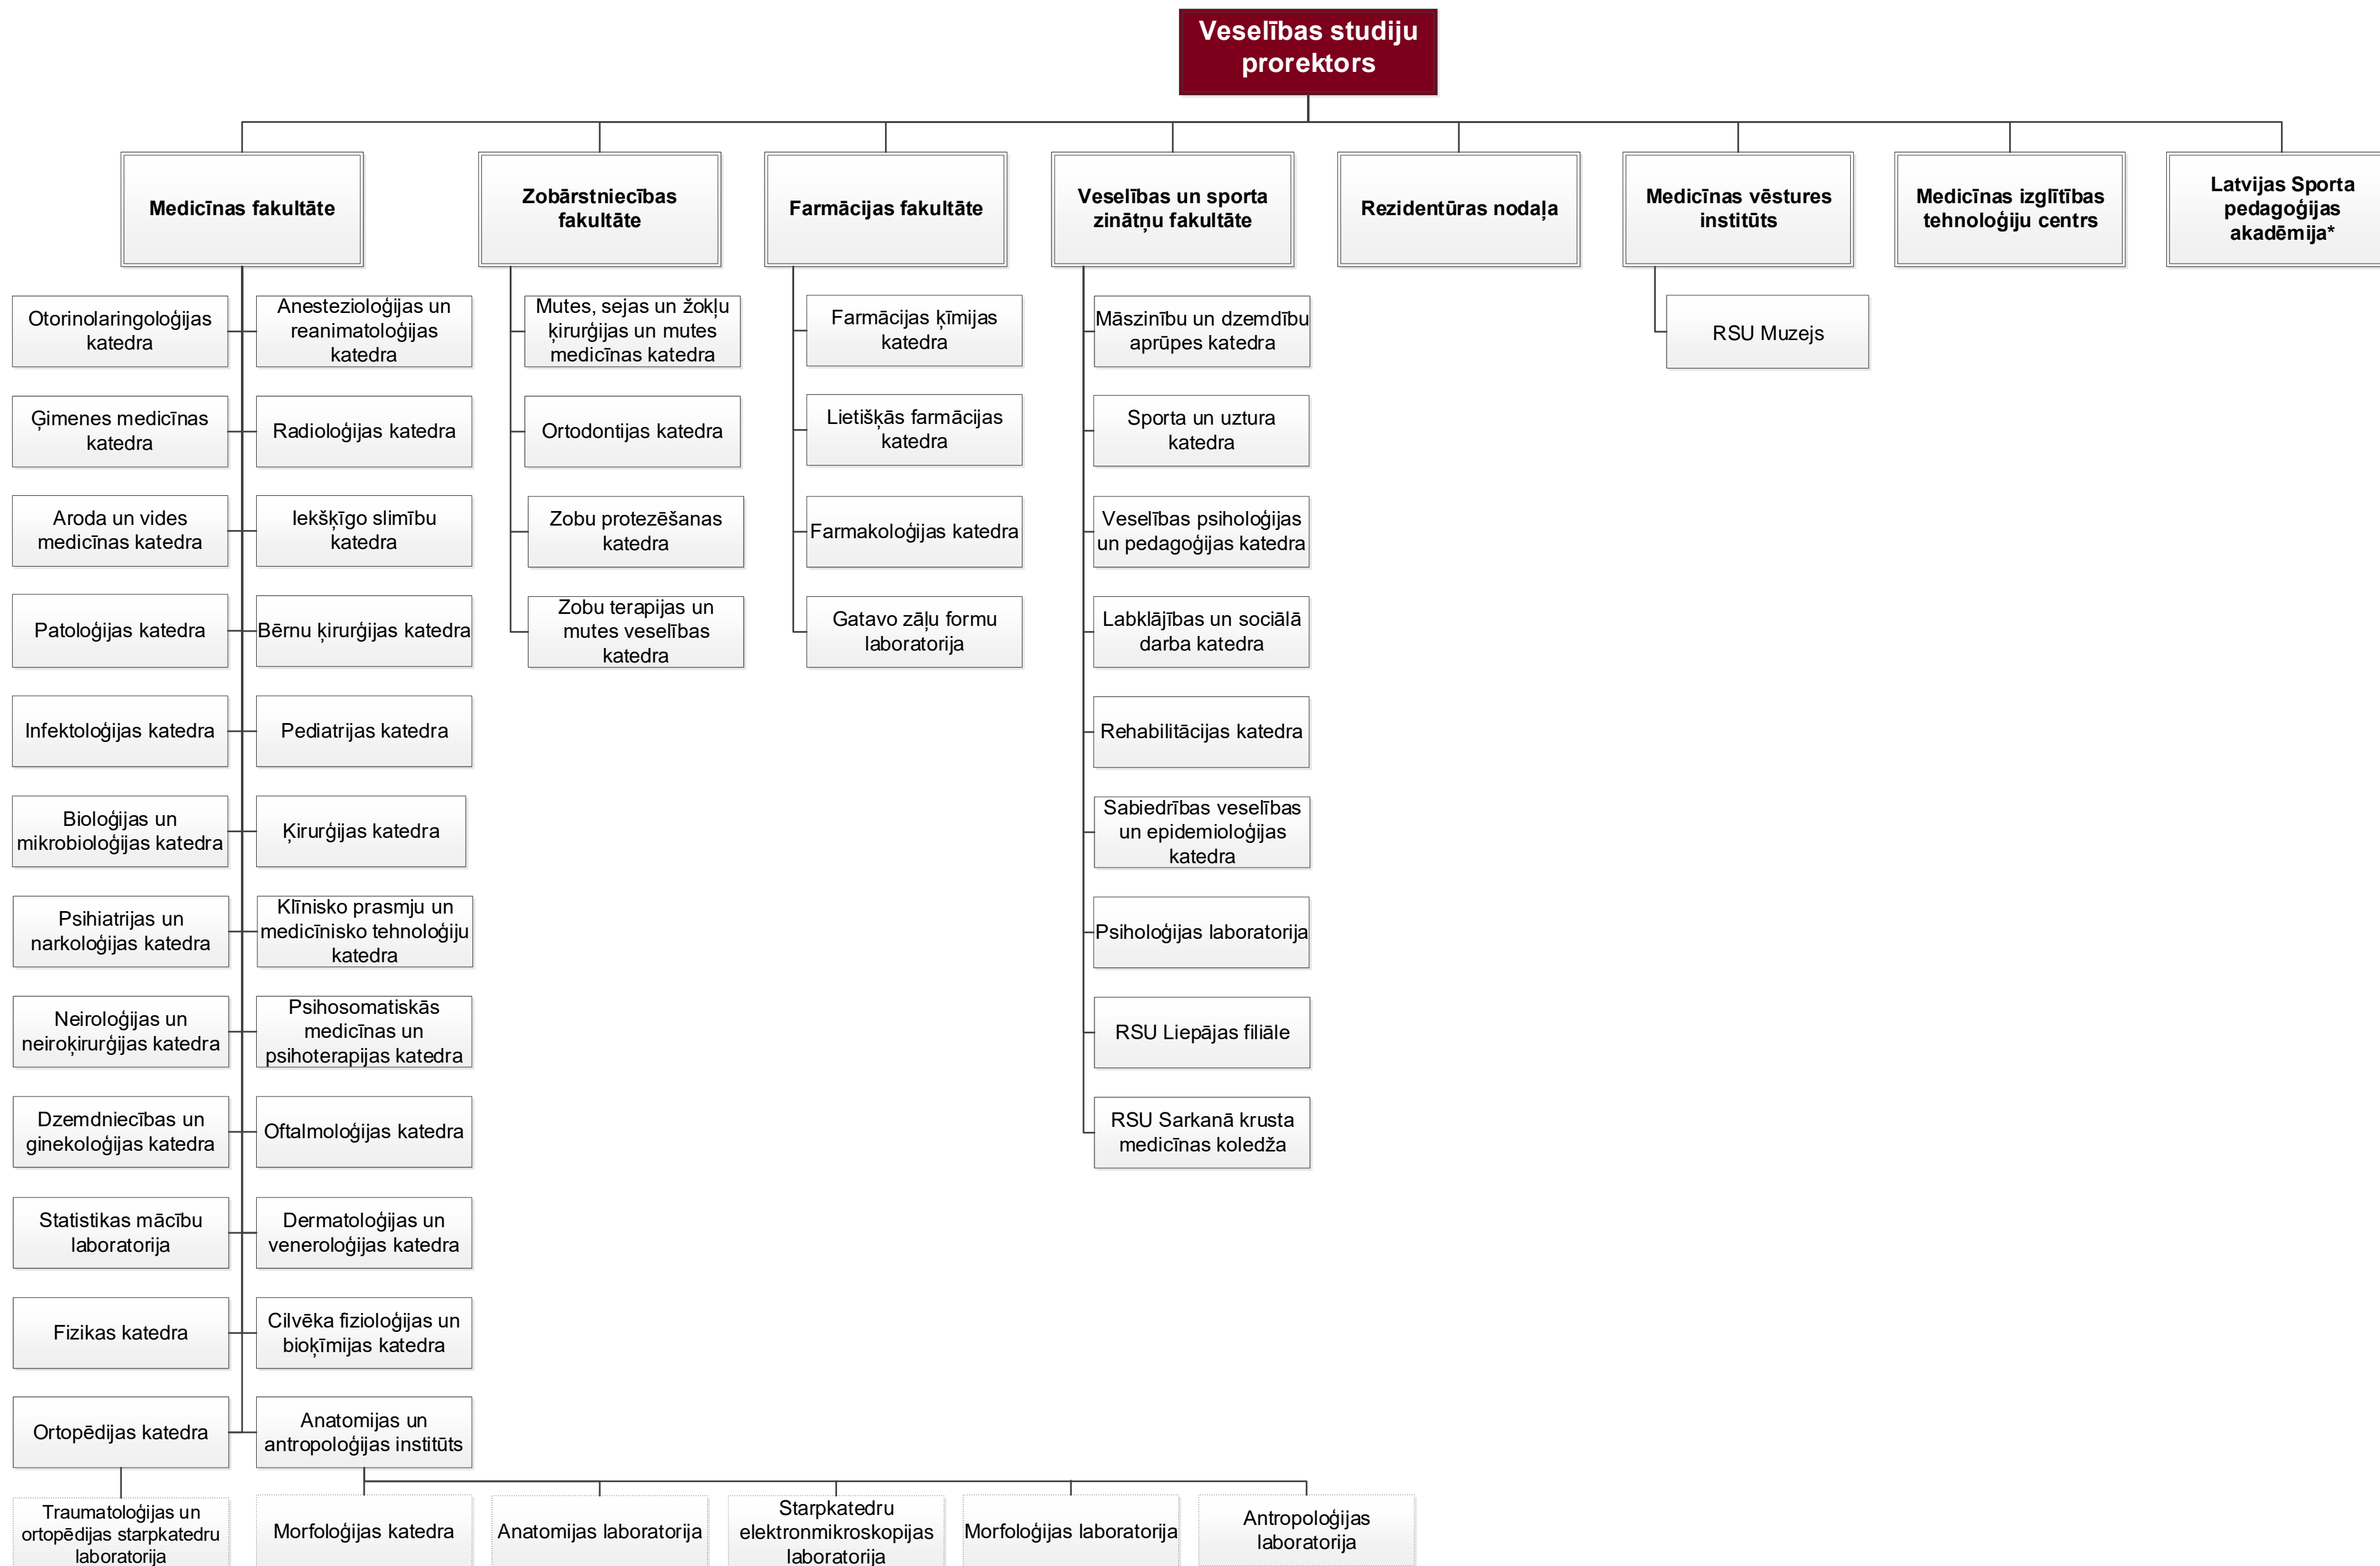 Veselības studiju
prorektors
Medicīnas fakultāte
Zobārstniecības
fakultāte
Farmācijas fakultāte
Veselības un sporta
zinātņu fakultāte
Rezidentūras nodaļa
Medicīnas vēstures
institūts
Medicīnas izglītības
tehnoloģiju centrs
Latvijas Sporta
pedagoģijas
akadēmija*
Otorinolaringoloģijas
katedra
Anestezioloģijas un
reanimatoloģijas
katedra
Mutes, sejas un žokļu
ķirurģijas un mutes
medicīnas katedra
Farmācijas ķīmijas
katedra
Māszinību un dzemdību
aprūpes katedra
RSU Muzejs
Ģimenes medicīnas
katedra
Radioloģijas katedra
Ortodontijas katedra
Lietišķās farmācijas
katedra
Sporta un uztura
katedra
Aroda un vides
medicīnas katedra
Iekšķīgo slimību
katedra
Zobu protezēšanas
katedra
Farmakoloģijas katedra
Veselības psiholoģijas
un pedagoģijas katedra
Patoloģijas katedra
Bērnu ķirurģijas katedra
Zobu terapijas un
mutes veselības
katedra
Gatavo zāļu formu
laboratorija
Labklājības un sociālā
darba katedra
Infektoloģijas katedra
Pediatrijas katedra
Rehabilitācijas katedra
Bioloģijas un
mikrobioloģijas katedra
Ķirurģijas katedra
Sabiedrības veselības
un epidemioloģijas
katedra
Psihiatrijas un
narkoloģijas katedra
Klīnisko prasmju un
medicīnisko tehnoloģiju
katedra
Psiholoģijas laboratorija
Neiroloģijas un
neiroķirurģijas katedra
Psihosomatiskās
medicīnas un
psihoterapijas katedra
RSU Liepājas filiāle
Dzemdniecības un
ginekoloģijas katedra
Oftalmoloģijas katedra
RSU Sarkanā krusta
medicīnas koledža
Statistikas mācību
laboratorija
Dermatoloģijas un
veneroloģijas katedra
Fizikas katedra
Cilvēka fizioloģijas un
bioķīmijas katedra
Ortopēdijas katedra
Anatomijas un
antropoloģijas institūts
Traumatoloģijas un
ortopēdijas starpkatedru
laboratorija
Morfoloģijas katedra
Anatomijas laboratorija
Starpkatedru
elektronmikroskopijas
laboratorija
Morfoloģijas laboratorija
Antropoloģijas
laboratorija